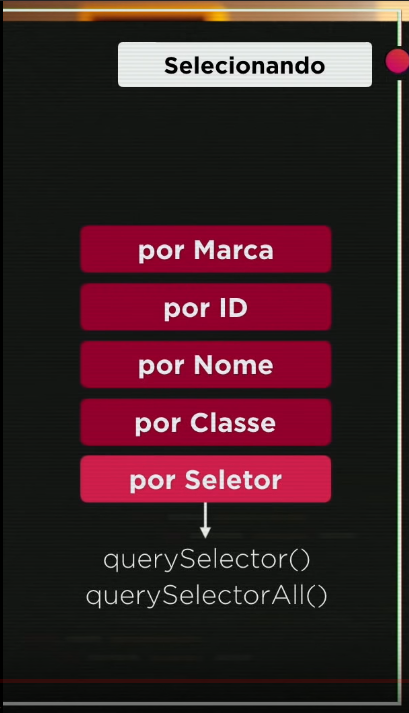 Selecionando
por Marca
por ID
por Nome
por Classe
por Seletor
querySelector()
querySelectorAll()